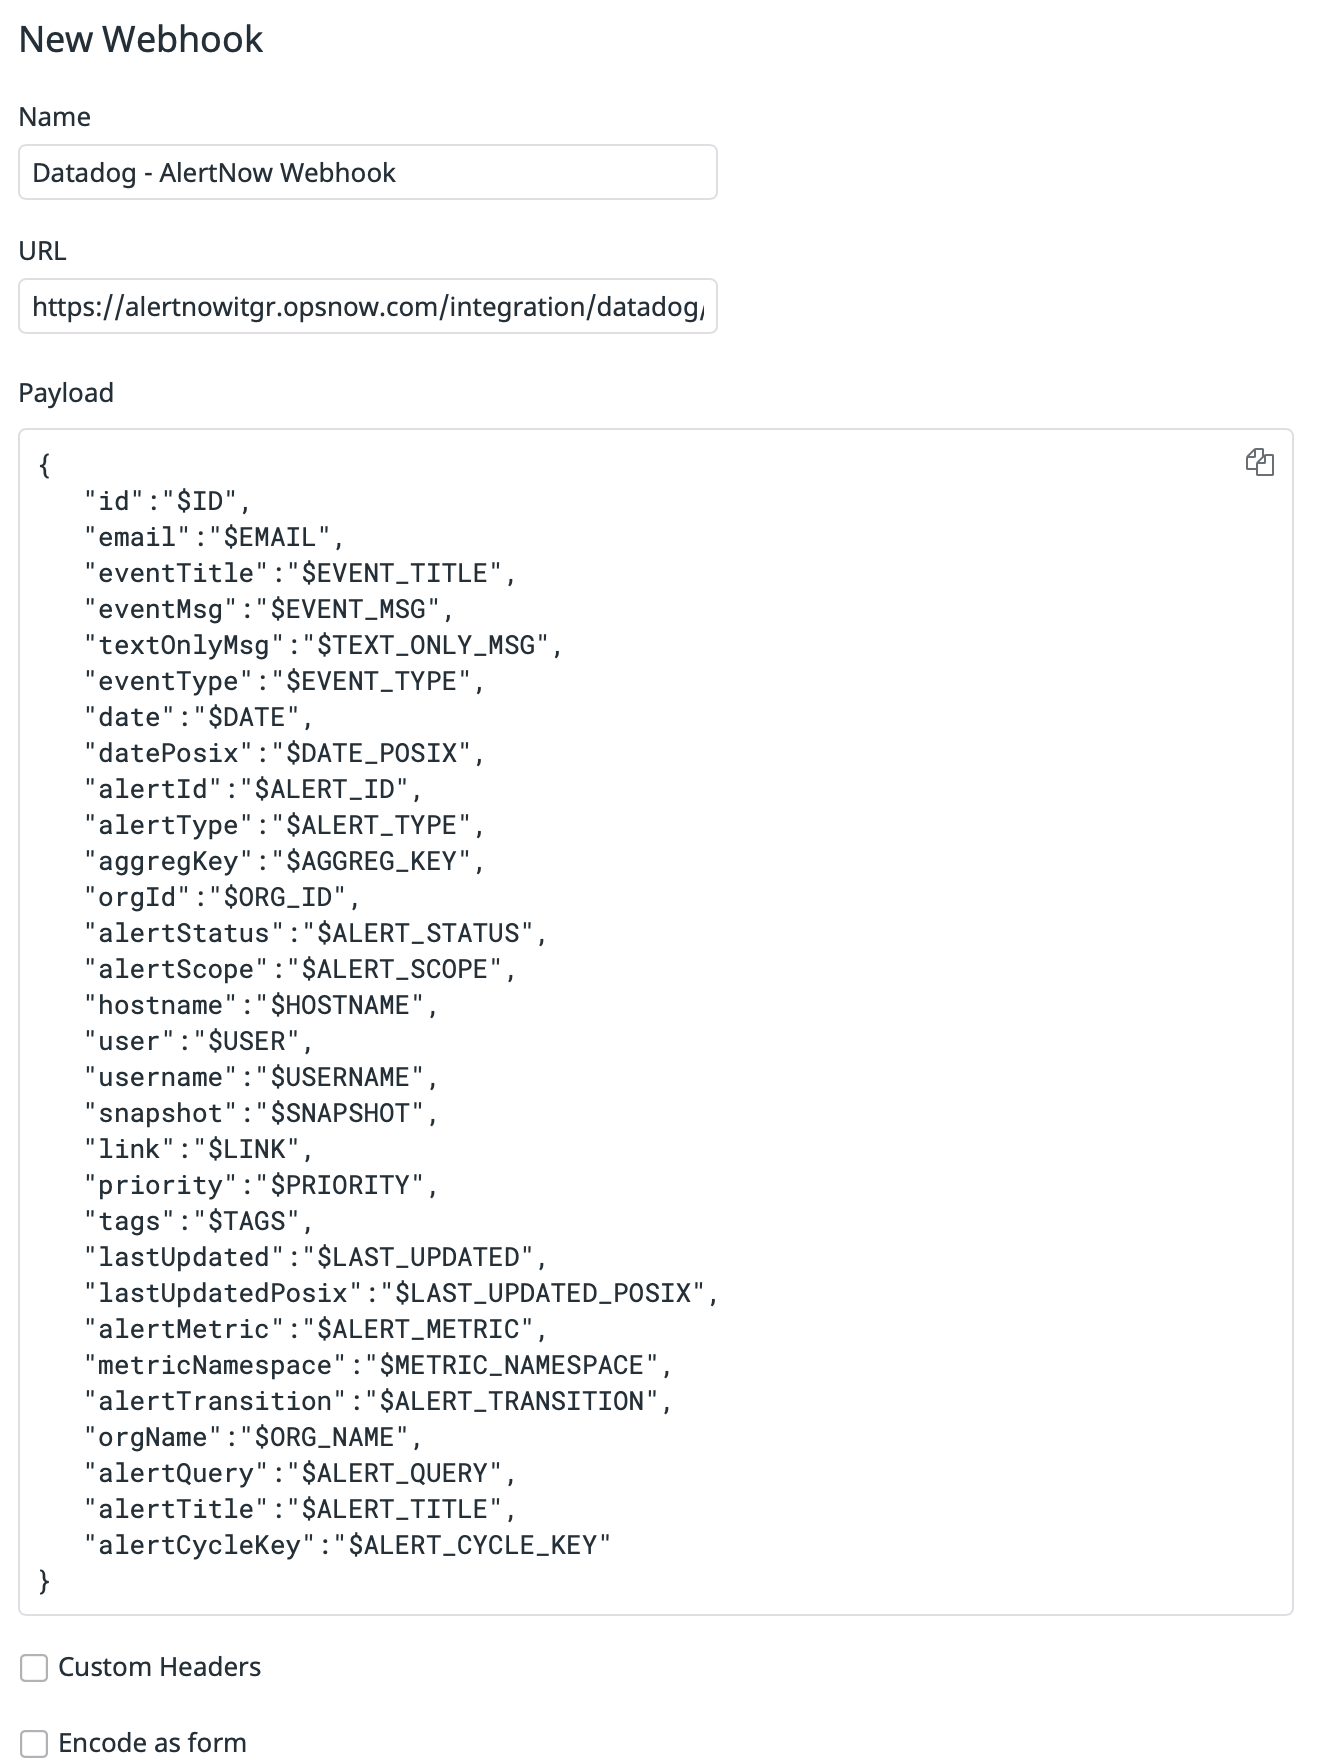 New Webhook
Name
Datadog - AlertNow Webhook
URL
https://alertnowitgr.opsnow.com/integration/datadog/
Payload
{
"id":"$ID",
"email":"$EMAIL",
"eventTitle":"$EVENT_TITLE",
"eventMsg":"$EVENT_MSG",
"textOnlyMsg":"$TEXT_ONLY_MSG",
"eventType":"$EVENT_TYPE",
"date":"$DATE",
"datePosix":"$DATE_POSIX",
"alertId":"$ALERT_ID",
"alertType":"$ALERT_TYPE",
"aggregKey":"$AGGREG_KEY",
"orgId":"$ORG_ID",
"alertStatus":"$ALERT_STATUS",
"alertScope":"$ALERT_SCOPE",
"hostname":"$HOSTNAME",
"user":"$USER",
"username":"$USERNAME",
"snapshot":"$SNAPSHOT",
"link":"$LINK",
"priority":"$PRIORITY",
"tags":"$TAGS",
"lastUpdated":"$LAST_UPDATED",
"lastUpdatedPosix":"$LAST_UPDATED_POSIX",
"alertMetric":"$ALERT_METRIC",
"metricNamespace":"$METRIC_NAMESPACE",
"alertTransition":"$ALERT_TRANSITION",
"orgName":"$ORG_NAME",
"alertQuery":"$ALERT_QUERY",
"alertTitle":"$ALERT_TITLE",
"alertCycleKey":"$ALERT_CYCLE_KEY"
}
Custom Headers
Encode as form